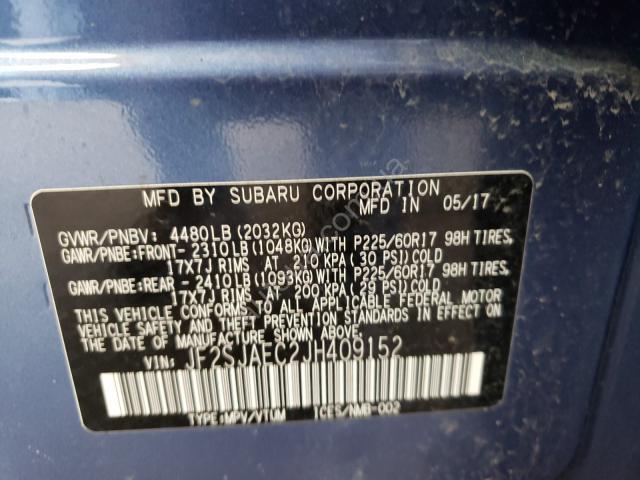 MFD BY SUBARU CORPORATION
MFD IN 05/17
GVWR/PNBV: 4480LB(2032KG)
GAWR/PNBE:FRONT- 2310LB(1048KG)WITH P225/60R17 98H TIRES,
17X7J RIMS AT 210 KPA(30 PSI)COLD
GAWR/PNBE:REAR - 2410LB(1093KG)WITH P225/60R17 98H TIRES,
17X7J RIMS AT 200 KPA(29 PSI)COLD
THIS VEHICLE CONFORMS TO ALL APPLICABLE FEDERAL MOTOR
VEHICLE SAFETY AND THEFT PREVENTION STANDARDS IN EFFECT
ON THE DATE OF MANUFACTURE SHOWN ABOVE.
VIN: JF2SJAEC2JH409152
TYPE:MPV/VTUM ICES/NMB-002